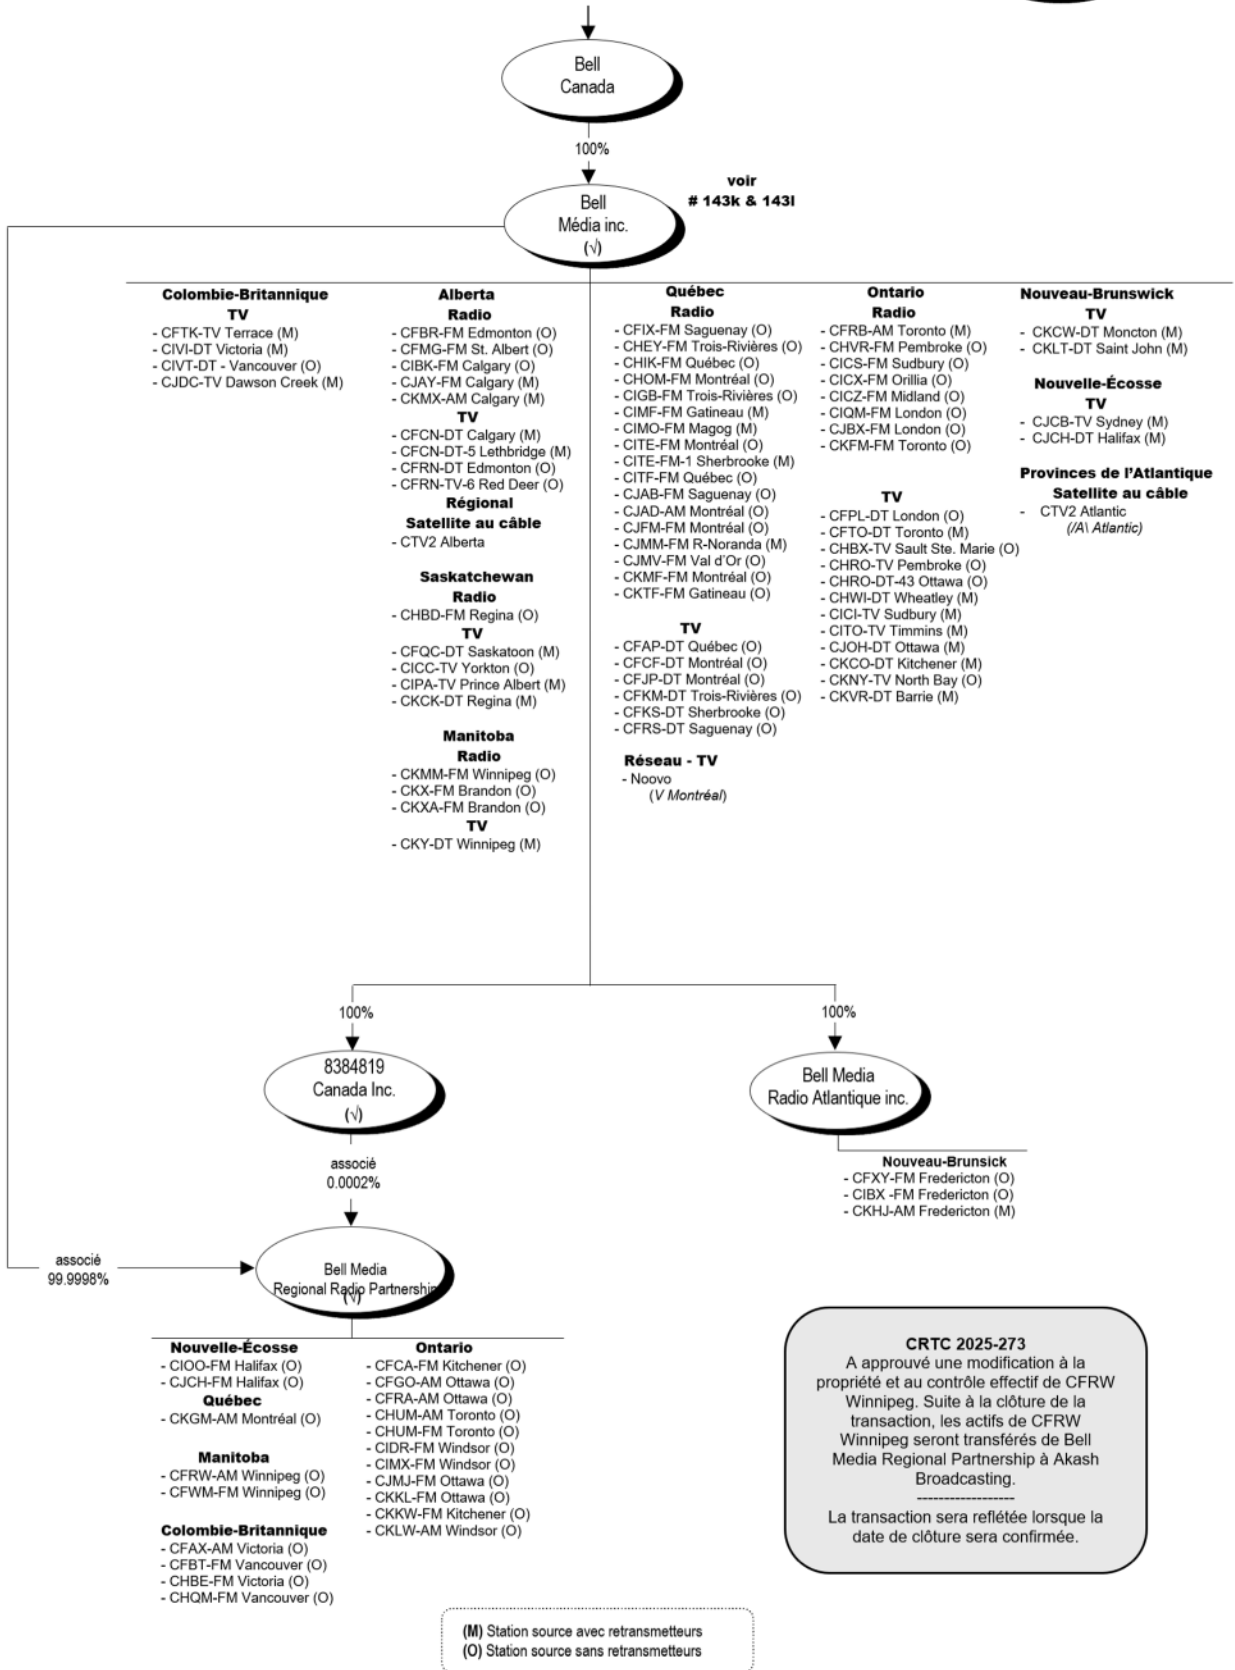 Bell
Canada
100%
voir
# 143k & 143l
Bell
Média inc.
(√)
Colombie-Britannique
TV
- CFTK-TV Terrace (M)
- CIVI-DT Victoria (M)
- CIVT-DT - Vancouver (O)
- CJDC-TV Dawson Creek (M)
Alberta
Radio
- CFBR-FM Edmonton (O)
- CFMG-FM St. Albert (O)
- CIBK-FM Calgary (O)
- CJAY-FM Calgary (M)
- CKMX-AM Calgary (M)
TV
- CFCN-DT Calgary (M)
- CFCN-DT-5 Lethbridge (M)
- CFRN-DT Edmonton (O)
- CFRN-TV-6 Red Deer (O)
Régional
Satellite au câble
- CTV2 Alberta
Saskatchewan
Radio
- CHBD-FM Regina (O)
TV
- CFQC-DT Saskatoon (M)
- CICC-TV Yorkton (O)
- CIPA-TV Prince Albert (M)
- CKCK-DT Regina (M)
Manitoba
Radio
- CKMM-FM Winnipeg (O)
- CKX-FM Brandon (O)
- CKXA-FM Brandon (O)
TV
- CKY-DT Winnipeg (M)
Québec
Radio
- CFIX-FM Saguenay (O)
- CHEY-FM Trois-Rivières (O)
- CHIK-FM Québec (O)
- CHOM-FM Montréal (O)
- CIGB-FM Trois-Rivières (O)
- CIMF-FM Gatineau (M)
- CIMO-FM Magog (M)
- CITE-FM Montréal (O)
- CITE-FM-1 Sherbrooke (M)
- CITF-FM Québec (O)
- CJAB-FM Saguenay (O)
- CJAD-AM Montréal (O)
- CJFM-FM Montréal (O)
- CJMM-FM R-Noranda (M)
- CJMV-FM Val d'Or (O)
- CKMF-FM Montréal (O)
- CKTF-FM Gatineau (O)
TV
- CFAP-DT Québec (O)
- CFCF-DT Montréal (O)
- CFJP-DT Montréal (O)
- CFKM-DT Trois-Rivières (O)
- CFKS-DT Sherbrooke (O)
- CFRS-DT Saguenay (O)
Réseau - TV
- Noovo
(V Montréal)
Ontario
Radio
- CFRB-AM Toronto (M)
- CHVR-FM Pembroke (O)
- CICS-FM Sudbury (O)
- CICX-FM Orillia (O)
- CICZ-FM Midland (O)
- CIQM-FM London (O)
- CJBX-FM London (O)
- CKFM-FM Toronto (O)
TV
- CFPL-DT London (O)
- CFTO-DT Toronto (M)
- CHBX-TV Sault Ste. Marie (O)
- CHRO-TV Pembroke (O)
- CHRO-DT-43 Ottawa (O)
- CHWI-DT Wheatley (M)
- CICI-TV Sudbury (M)
- CITO-TV Timmins (M)
- CJOH-DT Ottawa (M)
- CKCO-DT Kitchener (M)
- CKNY-TV North Bay (O)
- CKVR-DT Barrie (M)
Nouveau-Brunswick
TV
- CKCW-DT Moncton (M)
- CKLT-DT Saint John (M)
Nouvelle-Écosse
TV
- CJCB-TV Sydney (M)
- CJCH-DT Halifax (M)
Provinces de l'Atlantique
Satellite au câble
- CTV2 Atlantic
(/A\ Atlantic)
100%
100%
8384819
Canada Inc.
(√)
Bell Media
Radio Atlantique inc.
Nouveau-Brunsick
- CFXY-FM Fredericton (O)
- CIBX -FM Fredericton (O)
- CKHJ-AM Fredericton (M)
associé
0.0002%
associé
99.9998%
Bell Media
Regional Radio Partnership
(√)
Nouvelle-Écosse
- CIOO-FM Halifax (O)
- CJCH-FM Halifax (O)
Québec
- CKGM-AM Montréal (O)
Manitoba
- CFRW-AM Winnipeg (O)
- CFWM-FM Winnipeg (O)
Colombie-Britannique
- CFAX-AM Victoria (O)
- CFBT-FM Vancouver (O)
- CHBE-FM Victoria (O)
- CHQM-FM Vancouver (O)
Ontario
- CFCA-FM Kitchener (O)
- CFGO-AM Ottawa (O)
- CFRA-AM Ottawa (O)
- CHUM-AM Toronto (O)
- CHUM-FM Toronto (O)
- CIDR-FM Windsor (O)
- CIMX-FM Windsor (O)
- CJMJ-FM Ottawa (O)
- CKKL-FM Ottawa (O)
- CKKW-FM Kitchener (O)
- CKLW-AM Windsor (O)
CRTC 2025-273
A approuvé une modification à la
propriété et au contrôle effectif de CFRW
Winnipeg. Suite à la clôture de la
transaction, les actifs de CFRW
Winnipeg seront transférés de Bell
Media Regional Partnership à Akash
Broadcasting.
------------------
La transaction sera reflétée lorsque la
date de clôture sera confirmée.
(M) Station source avec retransmetteurs
(O) Station source sans retransmetteurs